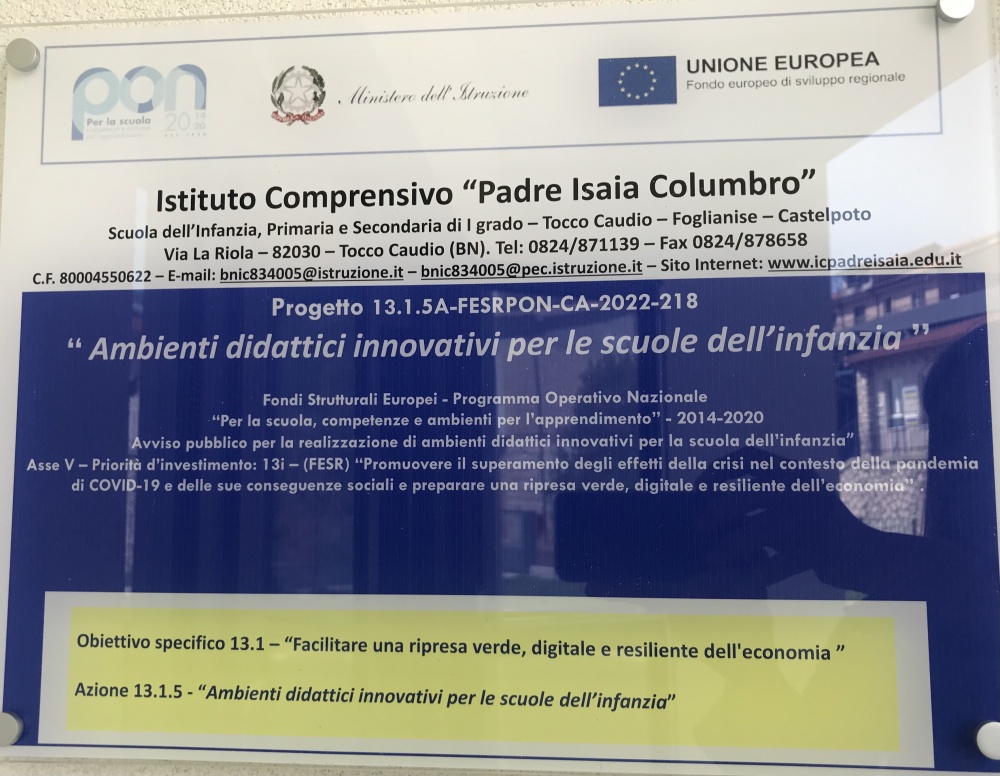 pon
Per la scuola
2014
20
Ministero dell'Istruzione
UNIONE EUROPEA
Fondo europeo di sviluppo regionale
Istituto Comprensivo “Padre Isaia Columbro”
Scuola dell’Infanzia, Primaria e Secondaria di I grado – Tocco Caudio – Foglianise – Castelpoto
Via La Riola – 82030 – Tocco Caudio (BN). Tel: 0824/871139 – Fax 0824/878658
C.F. 80004550622 – E-mail: bnic834005@istruzione.it – bnic834005@pec.istruzione.it – Sito Internet: www.icpadreisaia.edu.it
Progetto 13.1.5A-FESRPON-CA-2022-218
“ Ambienti didattici innovativi per le scuole dell’infanzia ”
Fondi Strutturali Europei - Programma Operativo Nazionale
“Per la scuola, competenze e ambienti per l’apprendimento” - 2014-2020
Avviso pubblico per la realizzazione di ambienti didattici innovativi per la scuola dell’infanzia”
Asse V – Priorità d’investimento: 13i – (FESR) “Promuovere il superamento degli effetti della crisi nel contesto della pandemia
di COVID-19 e delle sue conseguenze sociali e preparare una ripresa verde, digitale e resiliente dell’economia” .
Obiettivo specifico 13.1 – “Facilitare una ripresa verde, digitale e resiliente dell'economia ”
Azione 13.1.5 - “Ambienti didattici innovativi per le scuole dell’infanzia”